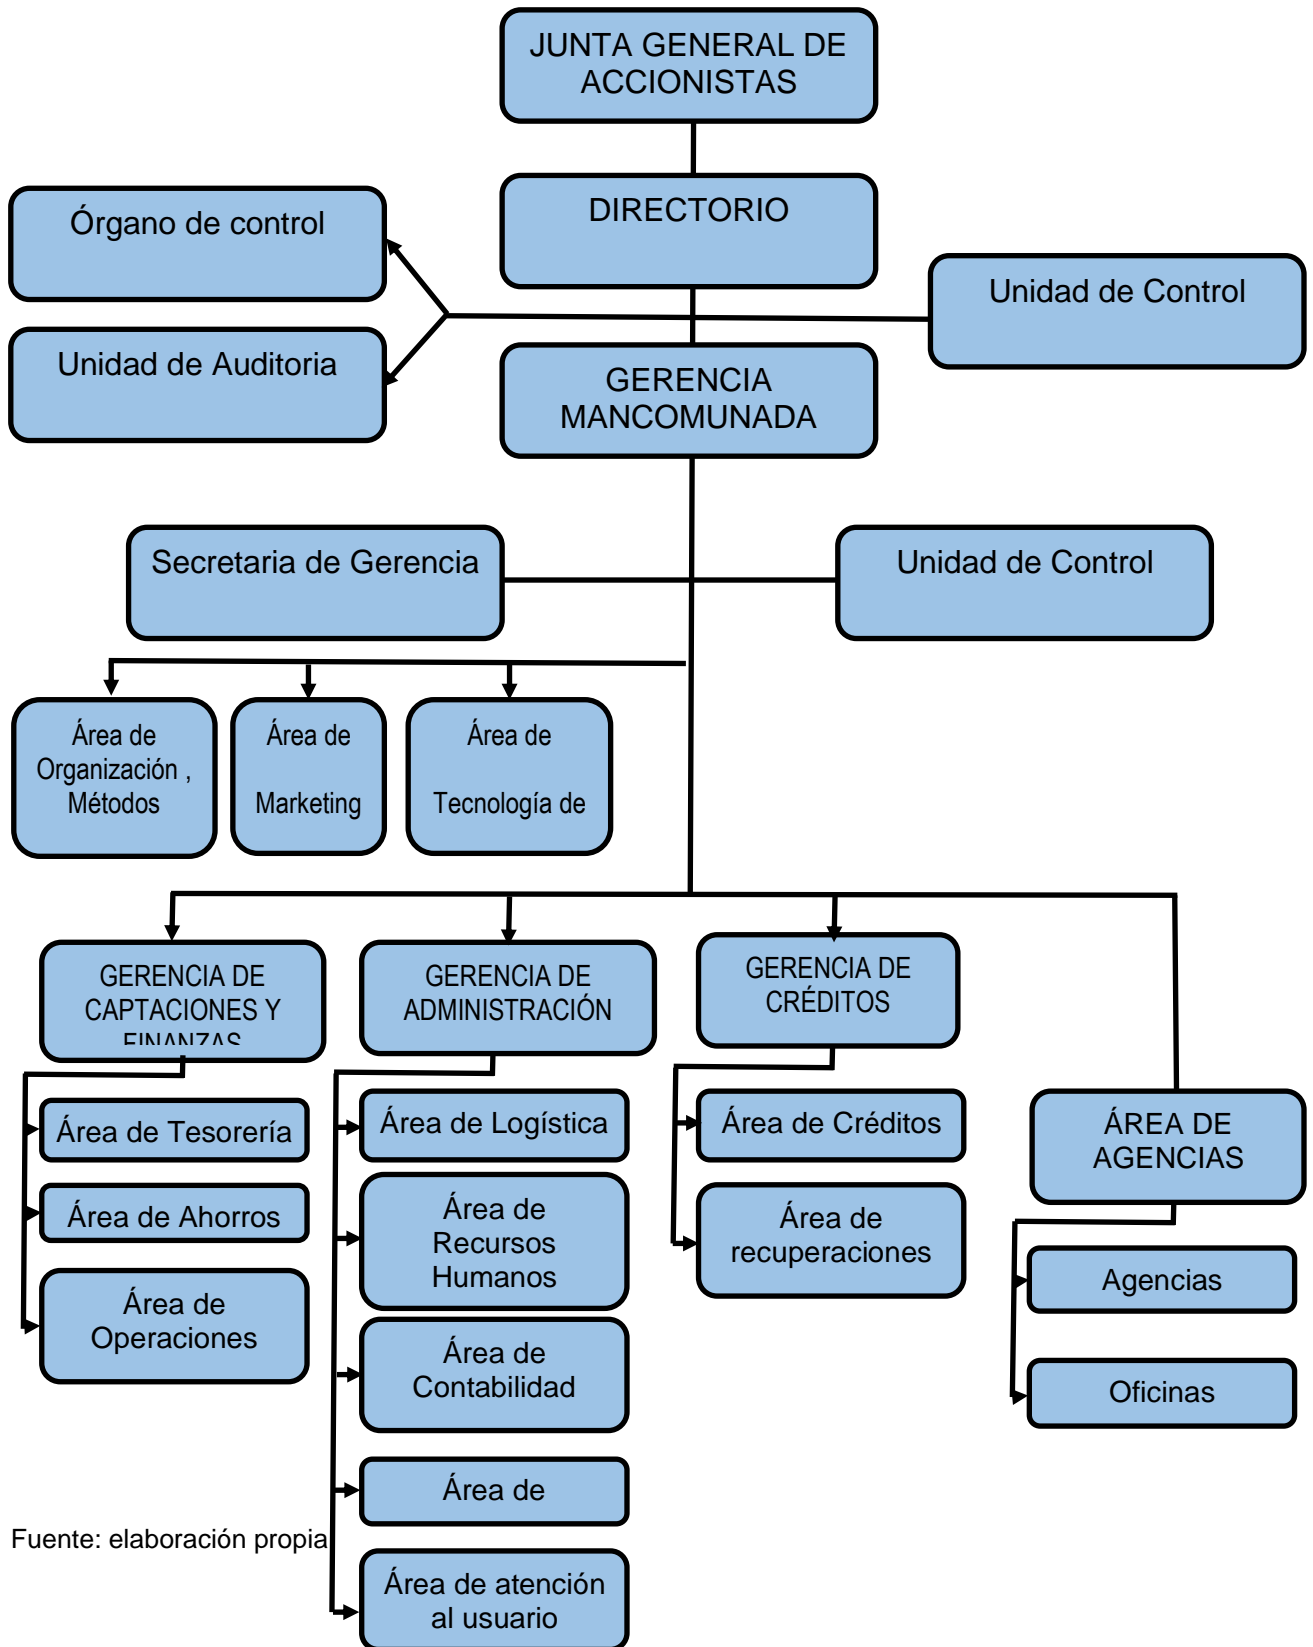 JUNTA GENERAL DE
ACCIONISTAS
DIRECTORIO
Órgano de control
Unidad de Control
Unidad de Auditoria
GERENCIA
MANCOMUNADA
Secretaria de Gerencia
Unidad de Control
Área de
Organización ,
Métodos
Área de
Marketing
Área de
Tecnología de
GERENCIA DE
CAPTACIONES Y
FINANZAS
GERENCIA DE
ADMINISTRACIÓN
GERENCIA DE
CRÉDITOS
ÁREA DE
AGENCIAS
Área de Tesorería
Área de Ahorros
Área de
Operaciones
Área de Logística
Área de
Recursos
Humanos
Área de
Contabilidad
Área de
Área de atención
al usuario
Área de Créditos
Área de
recuperaciones
Agencias
Oficinas
Fuente: elaboración propia